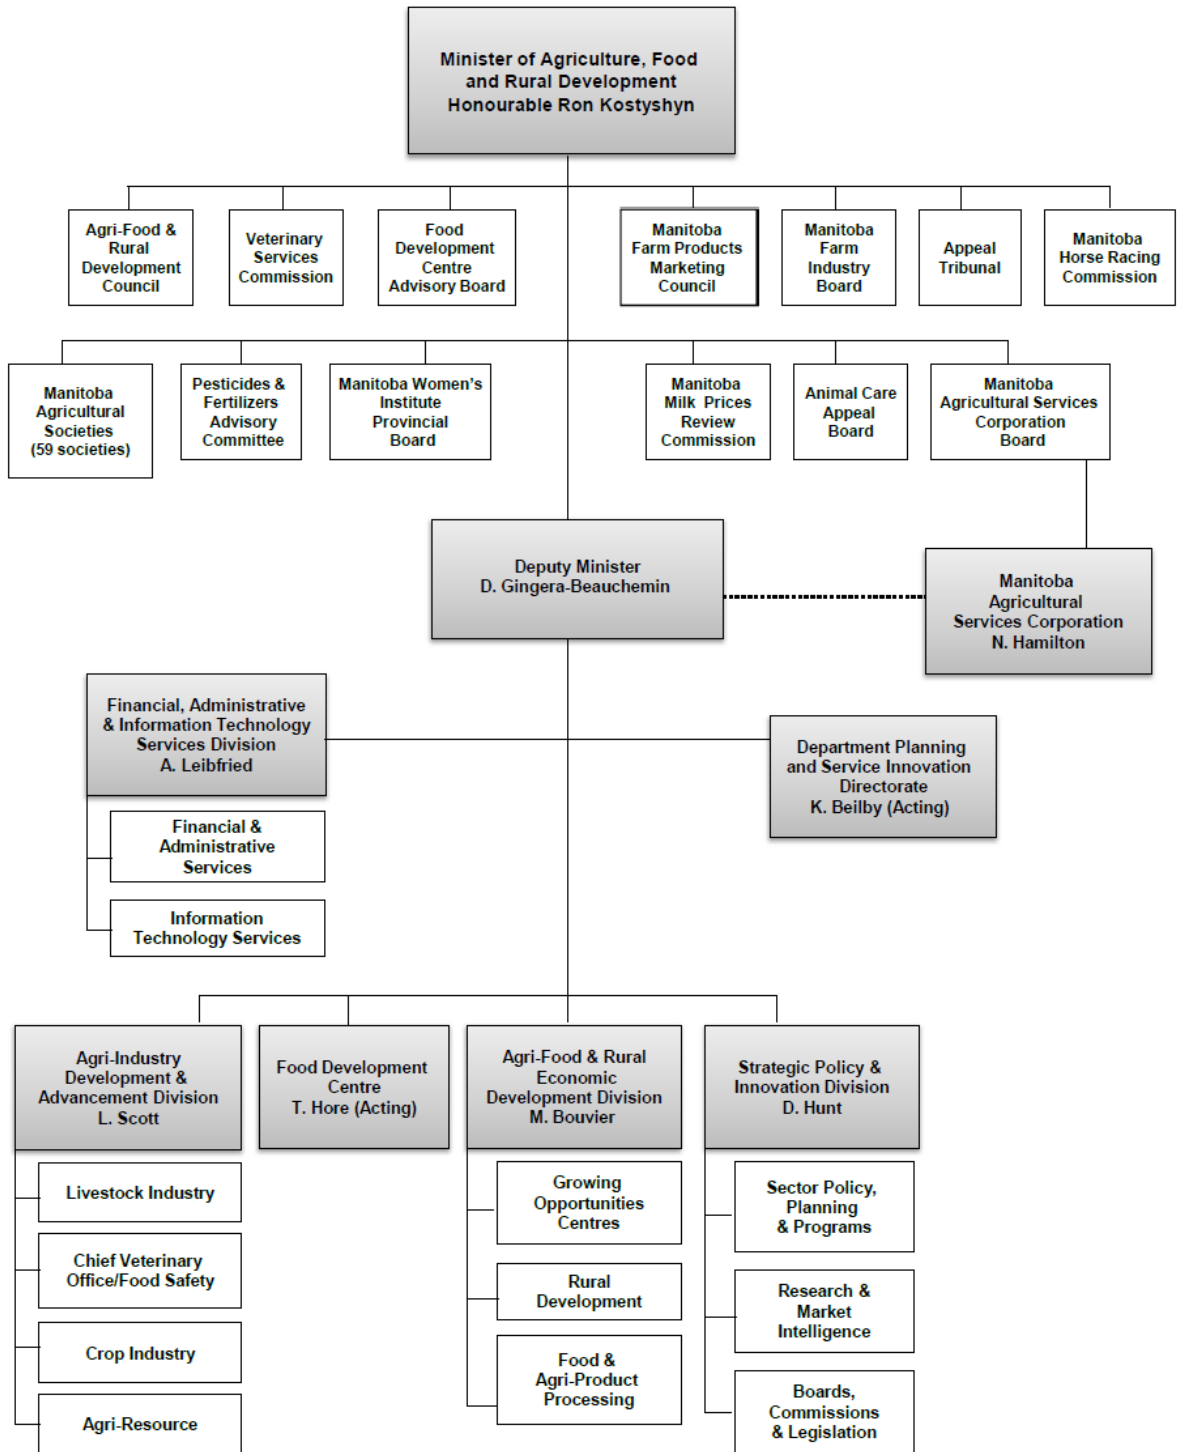 Minister of Agriculture, Food
and Rural Development
Honourable Ron Kostyshyn
Agri-Food &
Rural
Development
Council
Veterinary
Services
Commission
Food
Development
Centre
Advisory Board
Manitoba
Farm Products
Marketing
Council
Manitoba
Farm
Industry
Board
Appeal
Tribunal
Manitoba
Horse Racing
Commission
Manitoba
Agricultural
Societies
(59 societies)
Pesticides &
Fertilizers
Advisory
Committee
Manitoba Women's
Institute
Provincial
Board
Manitoba
Milk Prices
Review
Commission
Animal Care
Appeal
Board
Manitoba
Agricultural Services
Corporation
Board
Deputy Minister
D. Gingera-Beauchemin
Manitoba
Agricultural
Services Corporation
N. Hamilton
Financial, Administrative
& Information Technology
Services Division
A. Leibfried
Department Planning
and Service Innovation
Directorate
K. Beilby (Acting)
Financial &
Administrative
Services
Information
Technology Services
Agri-Industry
Development &
Advancement Division
L. Scott
Food Development
Centre
T. Hore (Acting)
Agri-Food & Rural
Economic
Development Division
M. Bouvier
Strategic Policy &
Innovation Division
D. Hunt
Livestock Industry
Chief Veterinary
Office/Food Safety
Crop Industry
Agri-Resource
Growing
Opportunities
Centres
Rural
Development
Food &
Agri-Product
Processing
Sector Policy,
Planning
& Programs
Research &
Market
Intelligence
Boards,
Commissions
& Legislation